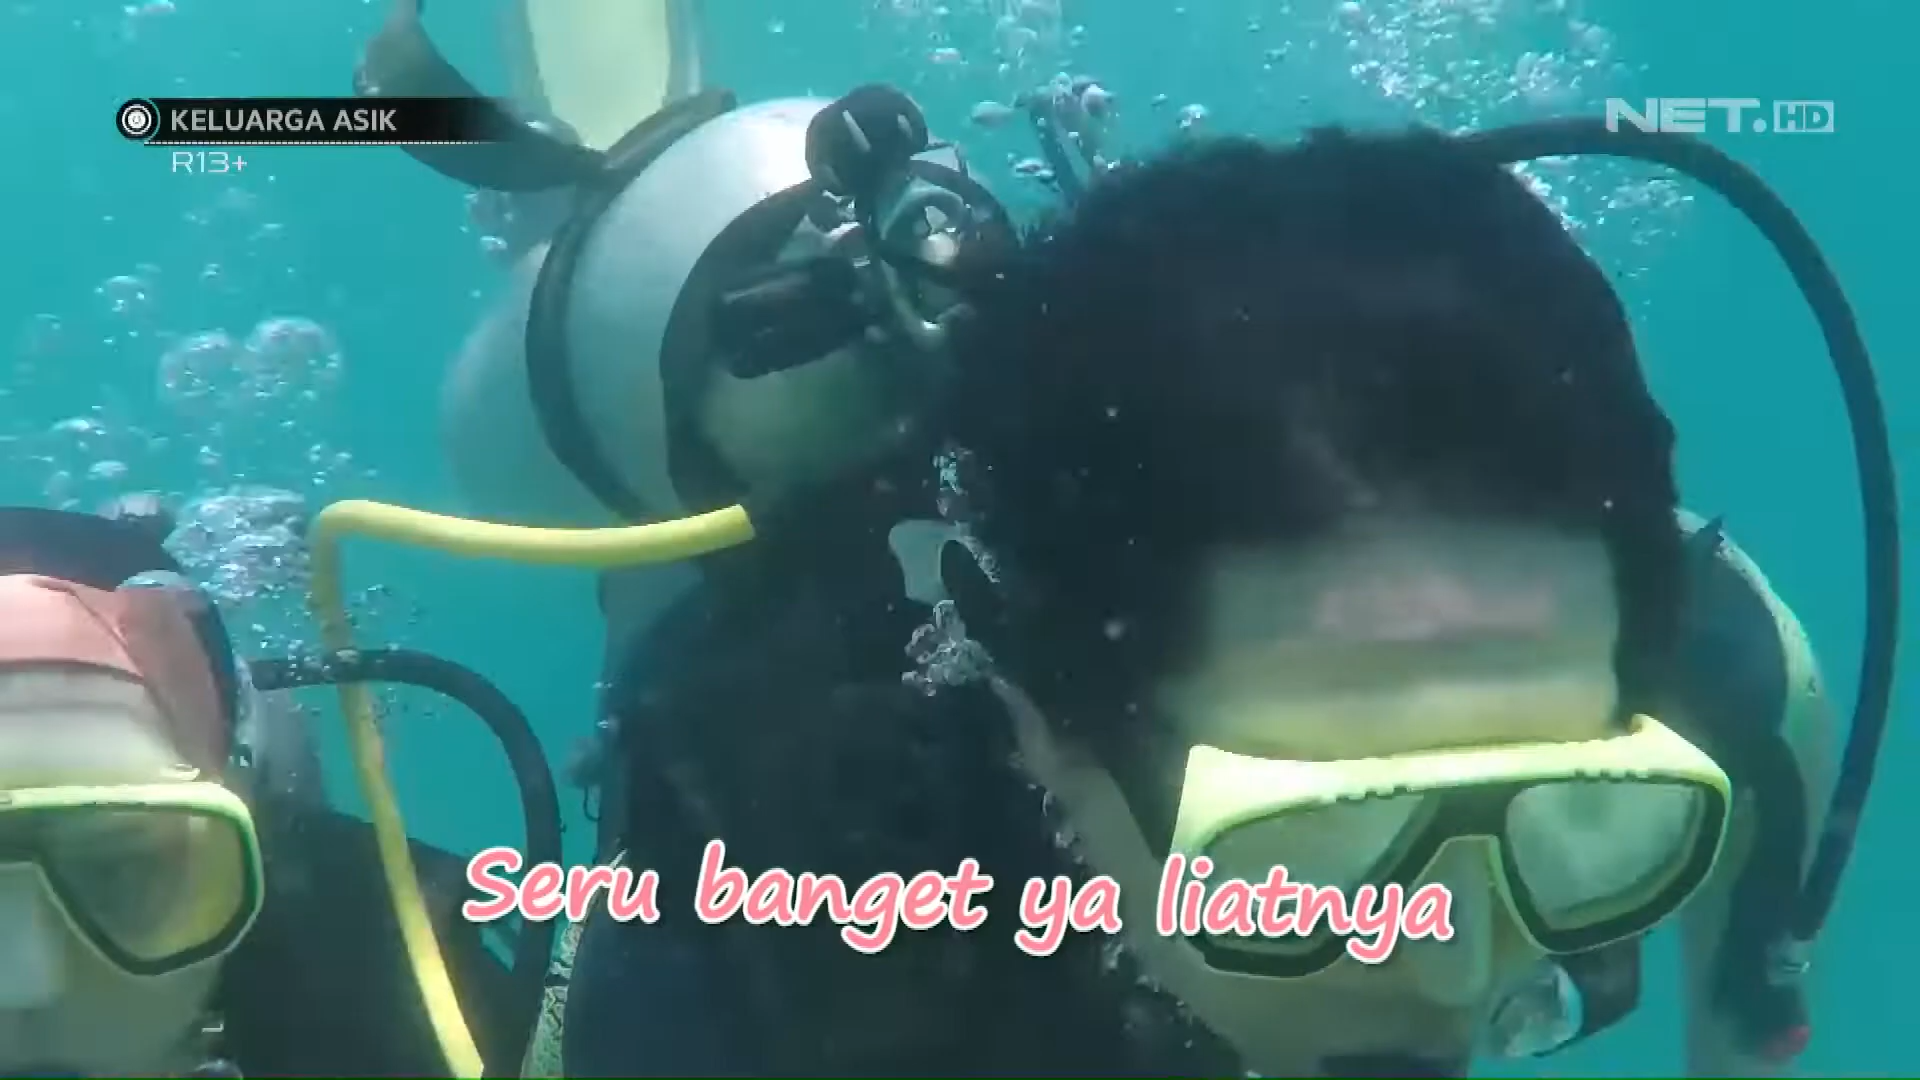 KELUARGA ASIK
NET. HD
R13+
Seru banget ya liatnya